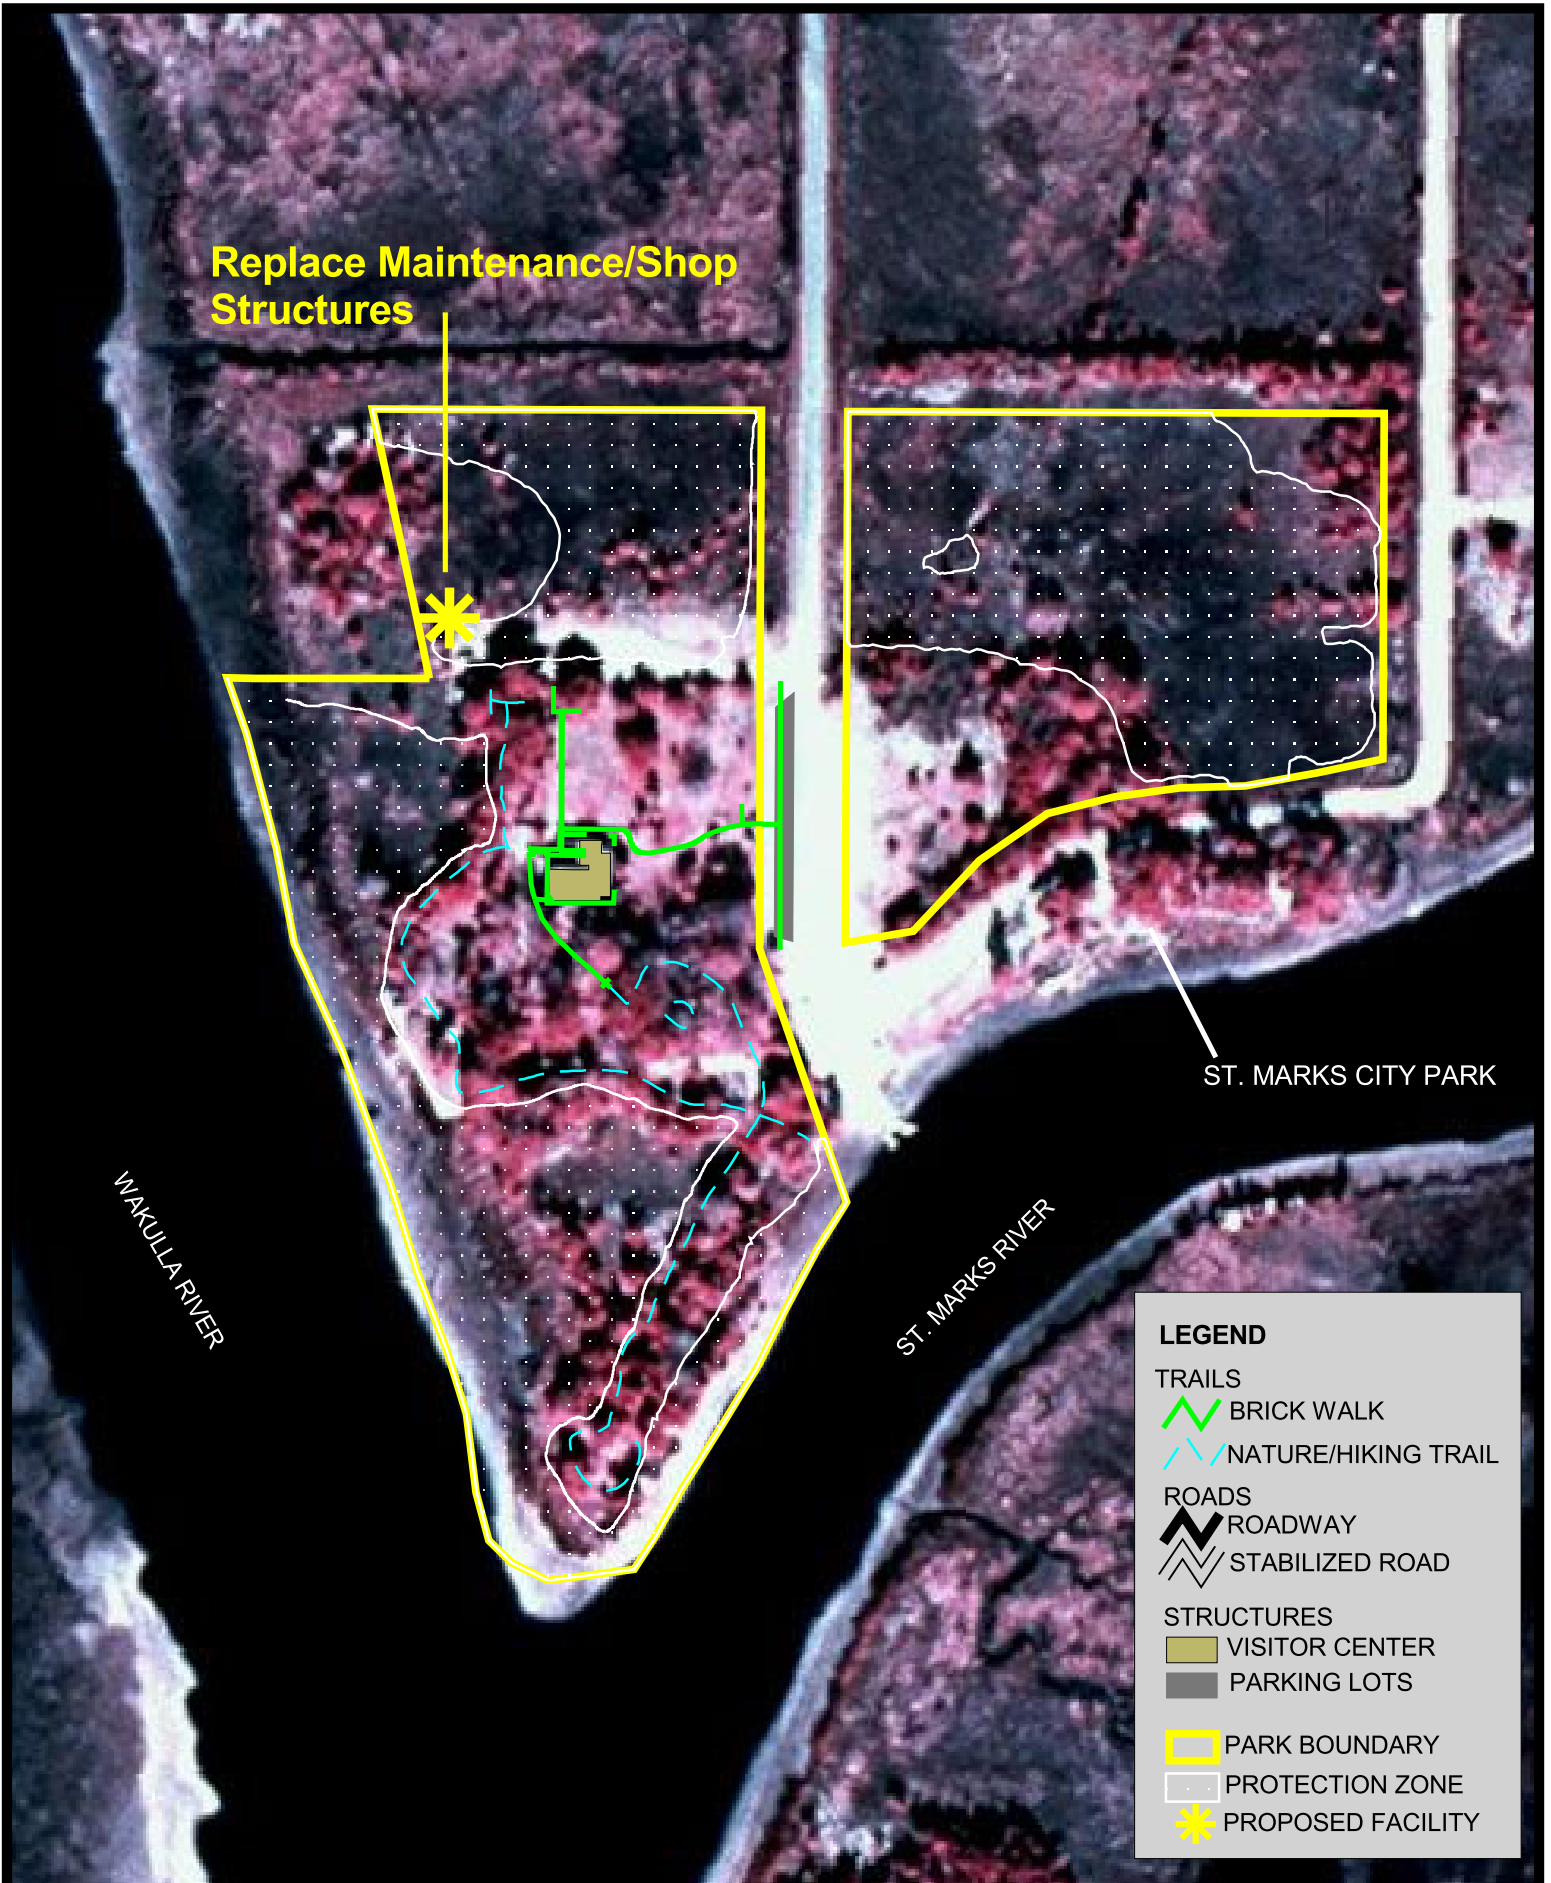 Replace Maintenance/Shop
Structures
ST. MARKS CITY PARK
WAKULLA RIVER
ST. MARKS RIVER
LEGEND
TRAILS
BRICK WALK
NATURE/HIKING TRAIL
ROADS
ROADWAY
STABILIZED ROAD
STRUCTURES
VISITOR CENTER
PARKING LOTS
PARK BOUNDARY
PROTECTION ZONE
PROPOSED FACILITY